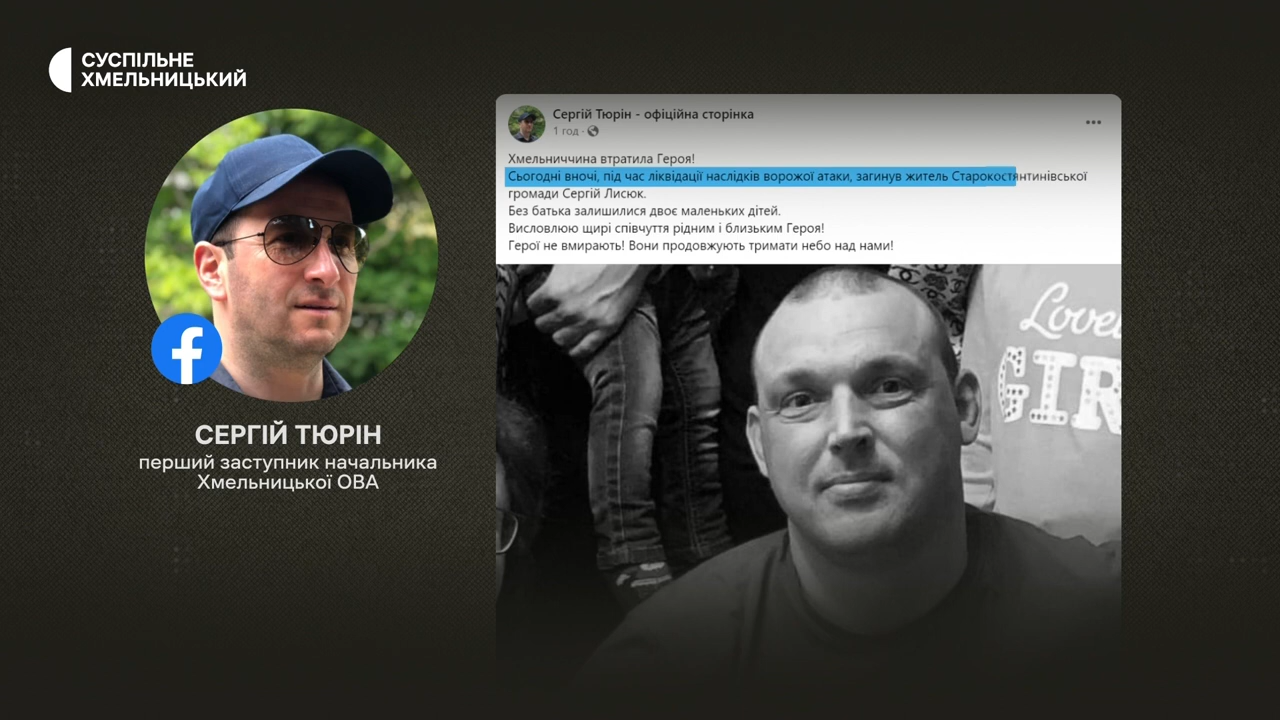 СУСПІЛЬНЕ
ХМЕЛЬНИЦЬКИЙ
СЕРГІЙ ТЮРІН
перший заступник начальника
Хмельницької ОВА
Сергій Тюрін - офіційна сторінка
1 год ·
Хмельниччина втратила Героя!
Сьогодні вночі, під час ліквідації наслідків ворожої атаки, загинув житель Старокостянтинівської
громади Сергій Лисюк.
Без батька залишилися двоє маленьких дітей.
Висловлюю щирі співчуття рідним і близьким Героя!
Герої не вмирають! Вони продовжують тримати небо над нами!